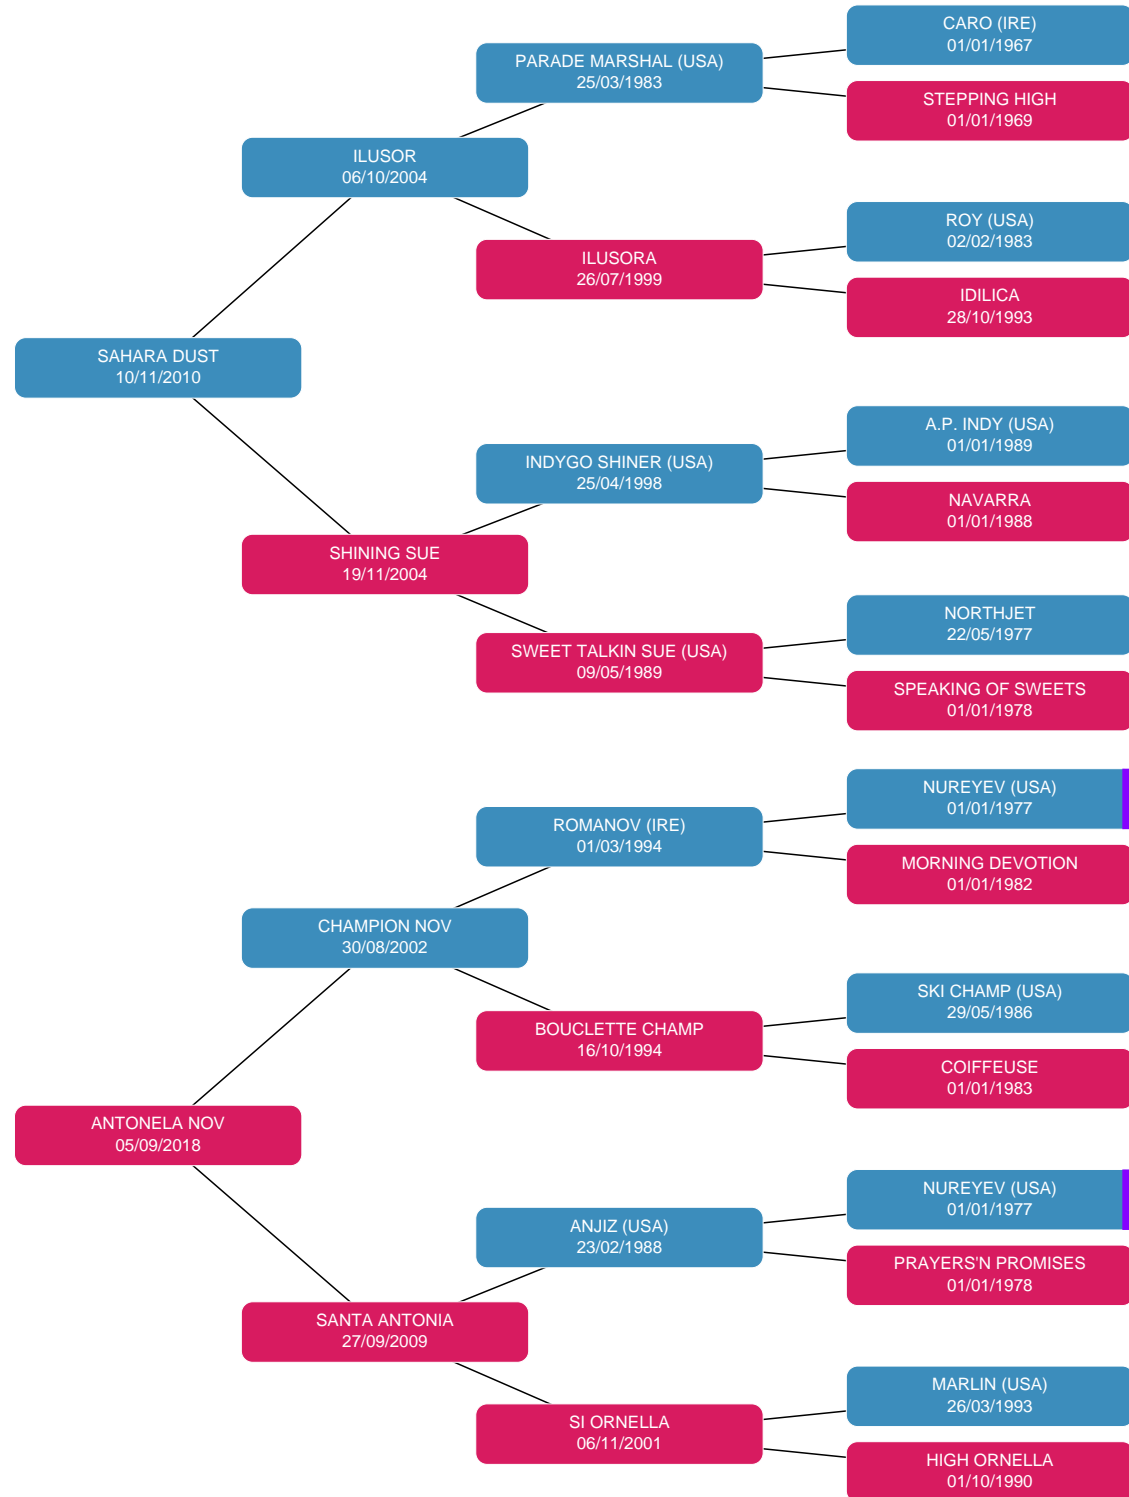 CARO (IRE)
01/01/1967
PARADE MARSHAL (USA)
25/03/1983
STEPPING HIGH
01/01/1969
ILUSOR
06/10/2004
ROY (USA)
02/02/1983
ILUSORA
26/07/1999
IDILICA
28/10/1993
SAHARA DUST
10/11/2010
A.P. INDY (USA)
01/01/1989
INDYGO SHINER (USA)
25/04/1998
NAVARRA
01/01/1988
SHINING SUE
19/11/2004
NORTHJET
22/05/1977
SWEET TALKIN SUE (USA)
09/05/1989
SPEAKING OF SWEETS
01/01/1978
NUREYEV (USA)
01/01/1977
ROMANOV (IRE)
01/03/1994
MORNING DEVOTION
01/01/1982
CHAMPION NOV
30/08/2002
SKI CHAMP (USA)
29/05/1986
BOUCLETTE CHAMP
16/10/1994
COIFFEUSE
01/01/1983
ANTONELA NOV
05/09/2018
NUREYEV (USA)
01/01/1977
ANJIZ (USA)
23/02/1988
PRAYERS'N PROMISES
01/01/1978
SANTA ANTONIA
27/09/2009
MARLIN (USA)
26/03/1993
SI ORNELLA
06/11/2001
HIGH ORNELLA
01/10/1990